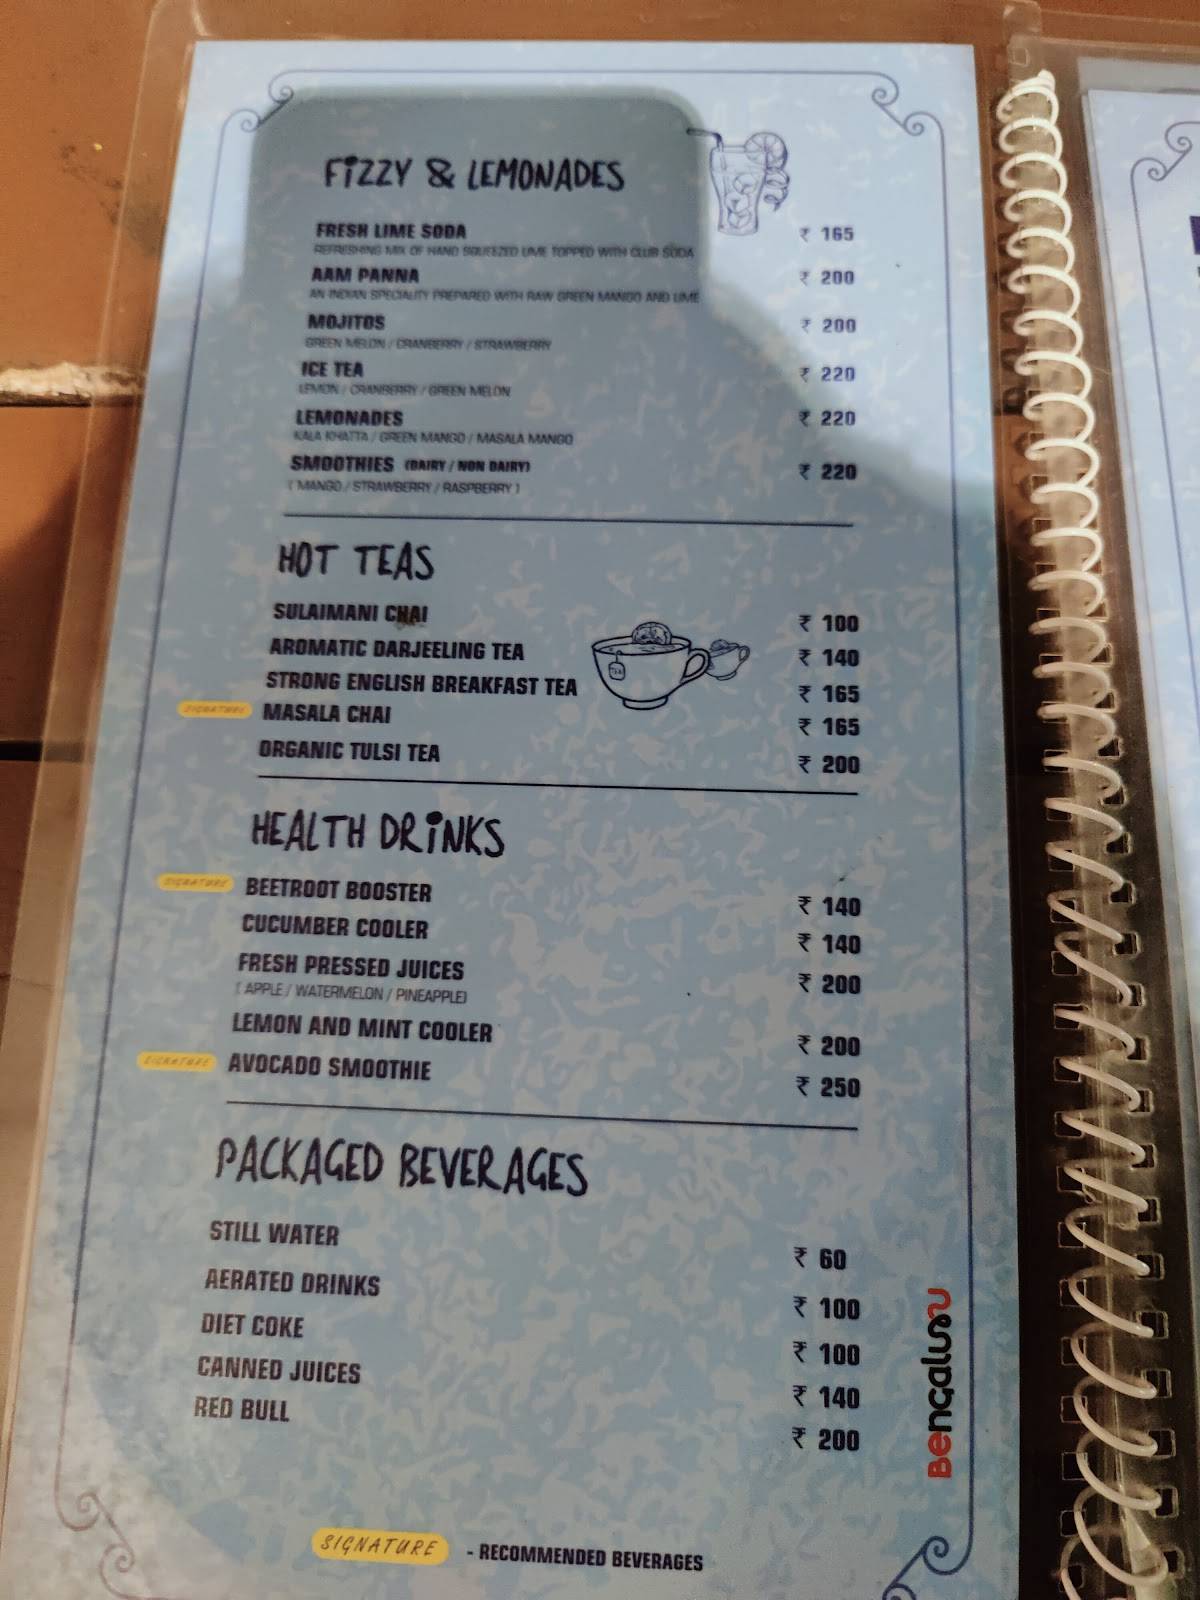 FIZZY & LEMONADES
FRESH LIME SODA ₹ 165
REFRESHING MIX OF HAND SQUEEZED LIME TOPPED WITH CLUB SODA
AAM PANNA ₹ 200
AN INDIAN SPECIALITY PREPARED WITH RAW GREEN MANGO AND LIME
MOJITOS ₹ 200
GREEN MELON / CRANBERRY / STRAWBERRY
ICE TEA ₹ 220
LEMON / CRANBERRY / GREEN MELON
LEMONADES ₹ 220
KALA KHATTA / GREEN MANGO / MASALA MANGO
SMOOTHIES (DAIRY / NON DAIRY) ₹ 220
( MANGO / STRAWBERRY / RASPBERRY )
HOT TEAS
SULAIMANI CHAI ₹ 100
AROMATIC DARJEELING TEA ₹ 140
STRONG ENGLISH BREAKFAST TEA ₹ 165
SIGNATURE MASALA CHAI ₹ 165
ORGANIC TULSI TEA ₹ 200
TEA
HEALTH DRINKS
SIGNATURE BEETROOT BOOSTER ₹ 140
CUCUMBER COOLER ₹ 140
FRESH PRESSED JUICES ₹ 200
( APPLE / WATERMELON / PINEAPPLE)
LEMON AND MINT COOLER ₹ 200
SIGNATURE AVOCADO SMOOTHIE ₹ 250
PACKAGED BEVERAGES
STILL WATER ₹ 60
AERATED DRINKS ₹ 100
DIET COKE ₹ 100
CANNED JUICES ₹ 140
RED BULL ₹ 200
SIGNATURE - RECOMMENDED BEVERAGES